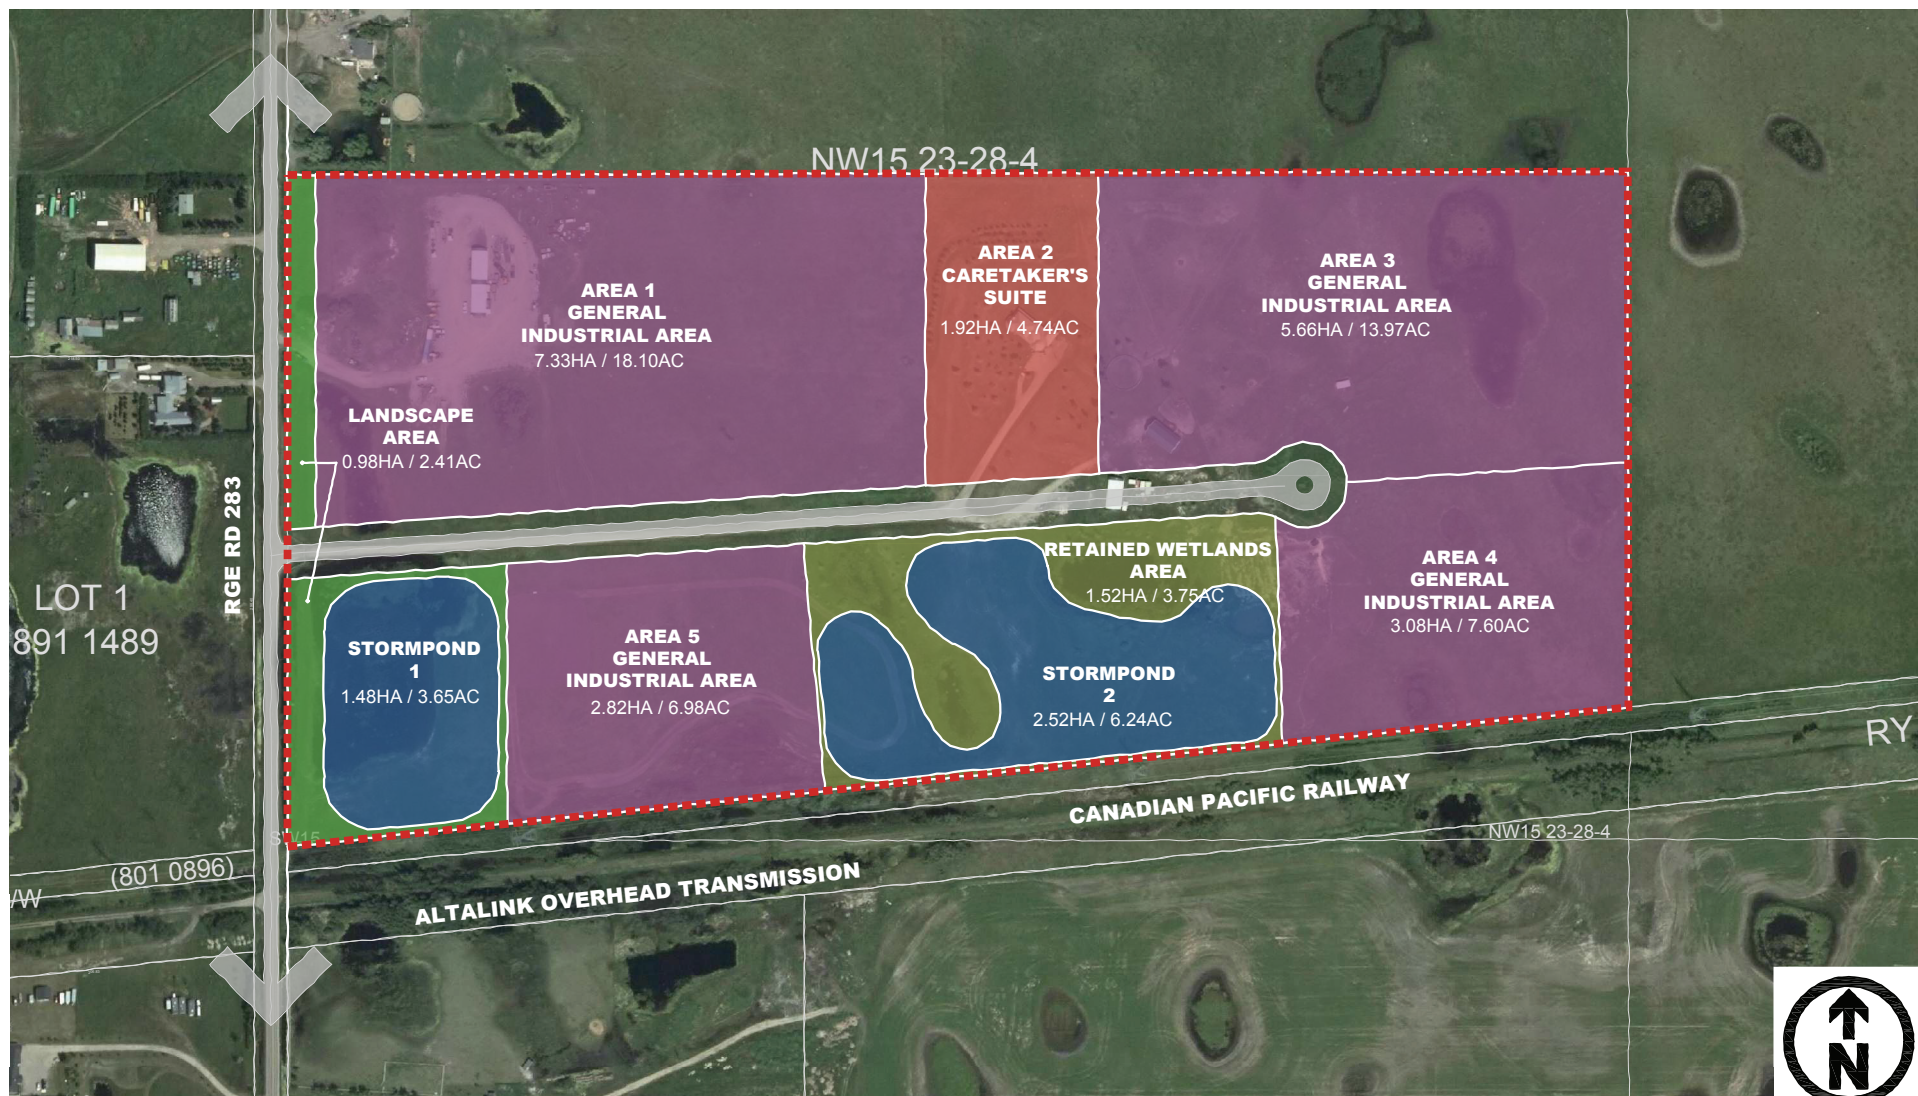 NW15 23-28-4
AREA 1
GENERAL
INDUSTRIAL AREA
7.33HA / 18.10AC
AREA 2
CARETAKER'S
SUITE
1.92HA / 4.74AC
AREA 3
GENERAL
INDUSTRIAL AREA
5.66HA / 13.97AC
LANDSCAPE
AREA
0.98HA / 2.41AC
RGE RD 283
LOT 1
891 1489
STORMPOND
1
1.48HA / 3.65AC
AREA 5
GENERAL
INDUSTRIAL AREA
2.82HA / 6.98AC
RETAINED WETLANDS
AREA
1.52HA / 3.75AC
STORMPOND
2
2.52HA / 6.24AC
AREA 4
GENERAL
INDUSTRIAL AREA
3.08HA / 7.60AC
RY
CANADIAN PACIFIC RAILWAY
NW15 23-28-4
SW15
(801 0896)
/W
ALTALINK OVERHEAD TRANSMISSION
N